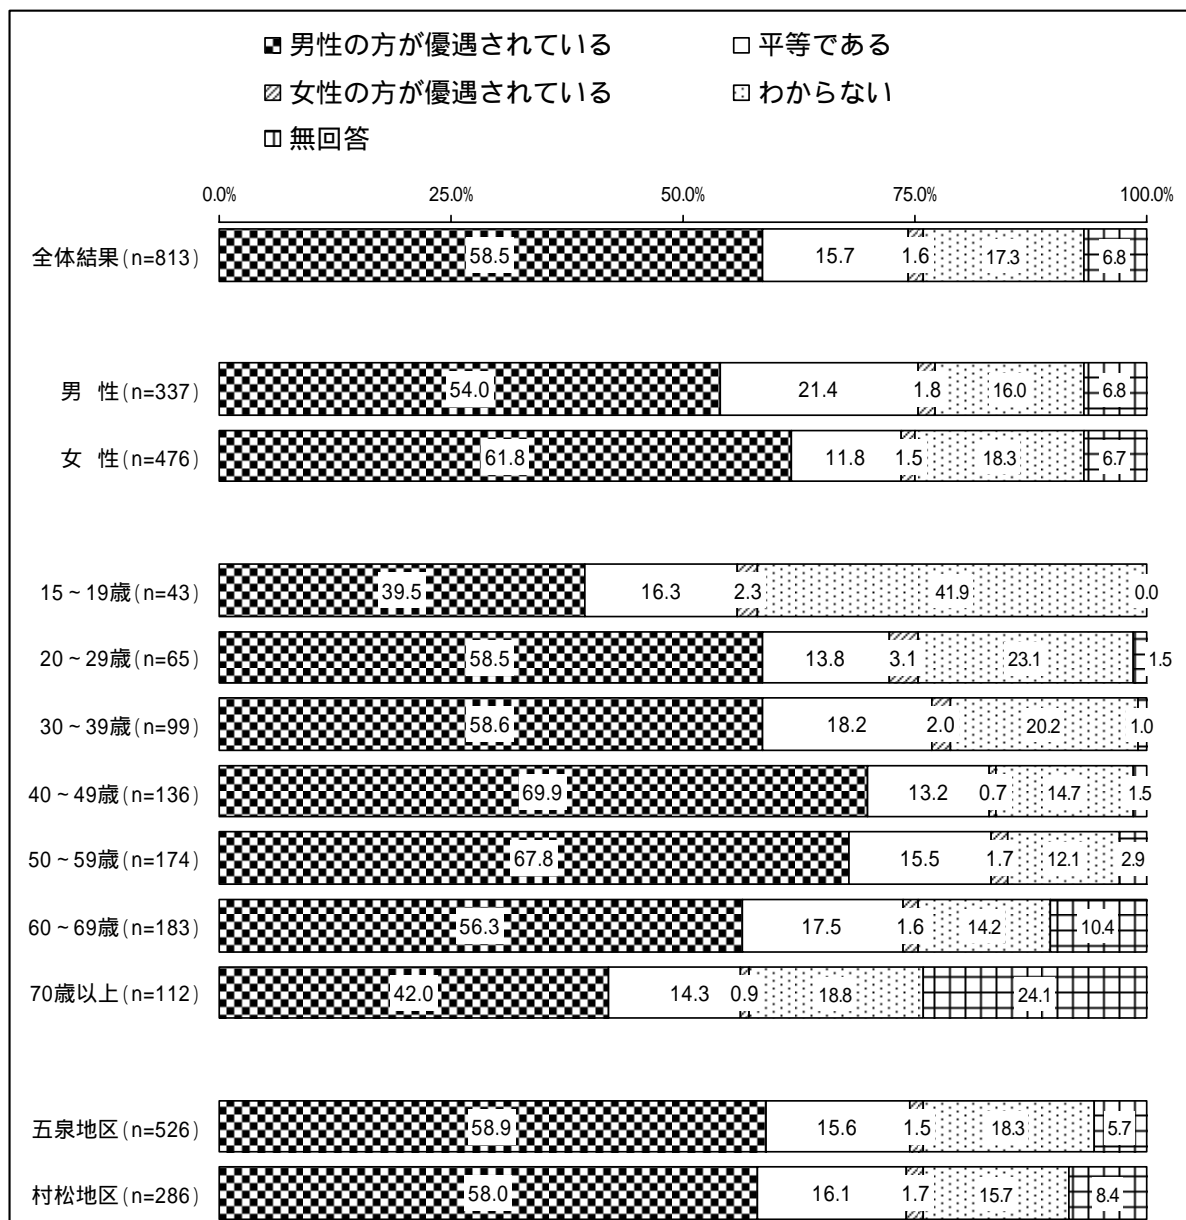 男性の方が優遇されている 平等である
女性の方が優遇されている わからない
無回答
0.0% 25.0% 50.0% 75.0% 100.0%
全体結果(n=813) 58.5 15.7 1.6 17.3 6.8
男 性(n=337) 54.0 21.4 1.8 16.0 6.8
女 性(n=476) 61.8 11.8 1.5 18.3 6.7
15~19歳(n=43) 39.5 16.3 2.3 41.9 0.0
20~29歳(n=65) 58.5 13.8 3.1 23.1 1.5
30~39歳(n=99) 58.6 18.2 2.0 20.2 1.0
40~49歳(n=136) 69.9 13.2 0.7 14.7 1.5
50~59歳(n=174) 67.8 15.5 1.7 12.1 2.9
60~69歳(n=183) 56.3 17.5 1.6 14.2 10.4
70歳以上(n=112) 42.0 14.3 0.9 18.8 24.1
五泉地区(n=526) 58.9 15.6 1.5 18.3 5.7
村松地区(n=286) 58.0 16.1 1.7 15.7 8.4